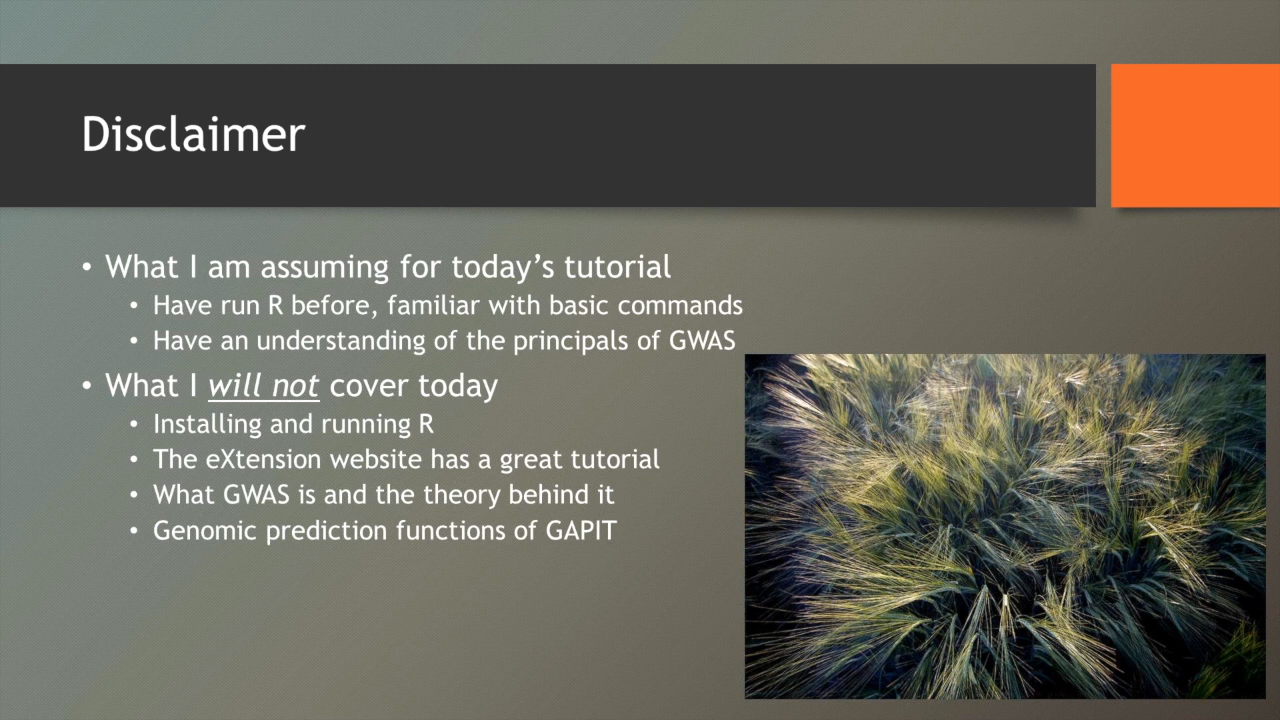 Disclaimer
• What I am assuming for today’s tutorial
• Have run R before, familiar with basic commands
• Have an understanding of the principals of GWAS
• What I will not cover today
• Installing and running R
• The eXtension website has a great tutorial
• What GWAS is and the theory behind it
• Genomic prediction functions of GAPIT